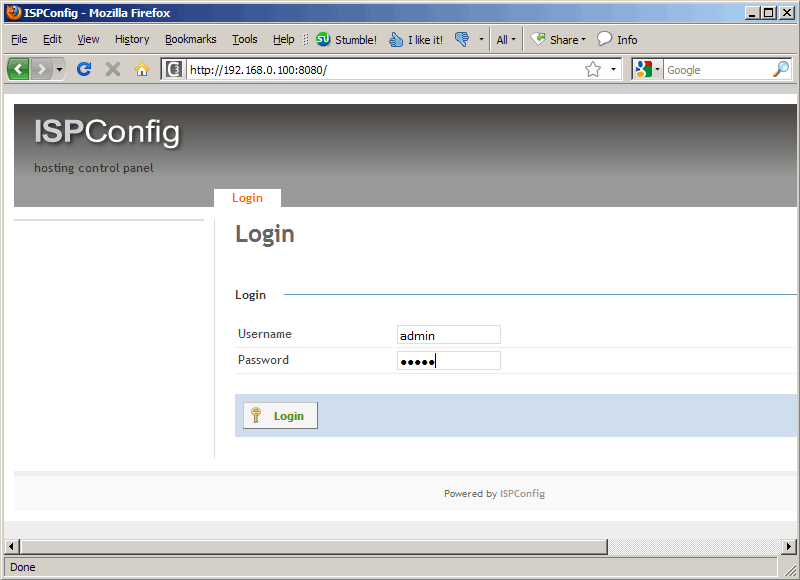 ISPConfig - Mozilla Firefox
File Edit View History Bookmarks Tools Help Stumble! I like it! All Share Info
http://192.168.0.100:8080/ Google
ISPConfig
hosting control panel
Login
Login
Login
Username admin
Password •••••
Login
Powered by ISPConfig
Done